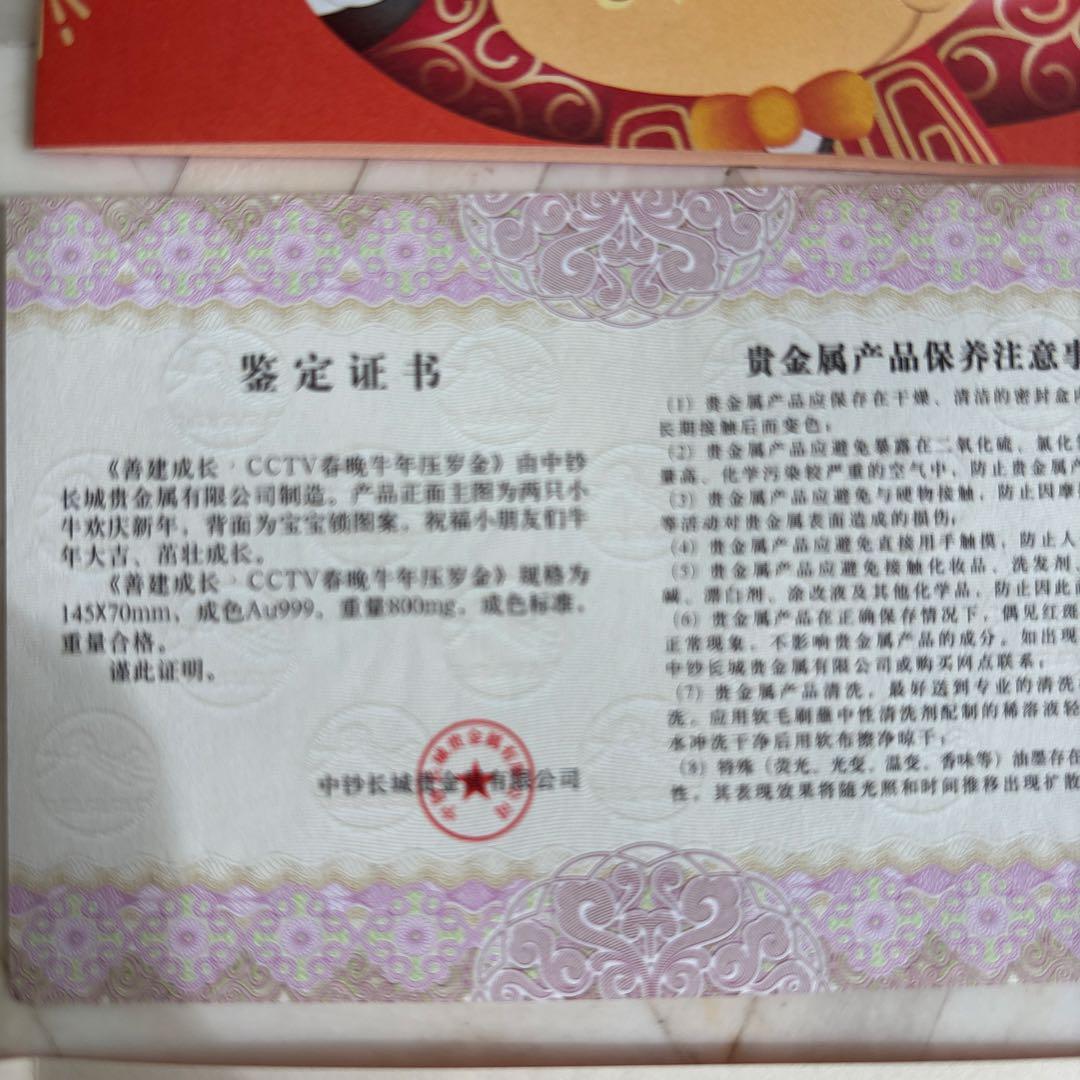 鉴定证书
《善建成长·CCTV春晚牛年压岁金》由中钞
长城贵金属有限公司制造。产品正面主图为两只小
牛欢庆新年，背面为宝宝锁图案。祝福小朋友们牛
年大吉、茁壮成长。
《善建成长·CCTV春晚牛年压岁金》规格为
145X70mm，成色Au999，重量800mg。成色标准，
重量合格。
谨此证明。
中钞长城贵金属有限公司
贵金属产品保养注意事
(1) 贵金属产品应保存在干燥、清洁的密封盒内
长期接触后而变色；
(2) 贵金属产品应避免暴露在二氧化硫、氯化
量高、化学污染较严重的空气中，防止贵金属产
(3) 贵金属产品应避免与硬物接触，防止因摩
等活动对贵金属表面造成的损伤；
(4) 贵金属产品应避免直接用手触摸，防止人
(5) 贵金属产品应避免接触化妆品、洗发剂、
碱、漂白剂、涂改液及其他化学品，防止因此
(6) 贵金属产品在正确保存情况下，偶见红斑
正常现象，不影响贵金属产品的成分。如出现
中钞长城贵金属有限公司或购买网点联系；
(7) 贵金属产品清洗，最好送到专业的清洗
洗。应用软毛刷蘸中性清洗剂配制的稀溶液轻
水冲洗干净后用软布擦净晾干；
(8) 特殊（荧光、光变、温变、香味等）油墨存在
性，其表现效果将随光照和时间推移出现扩散